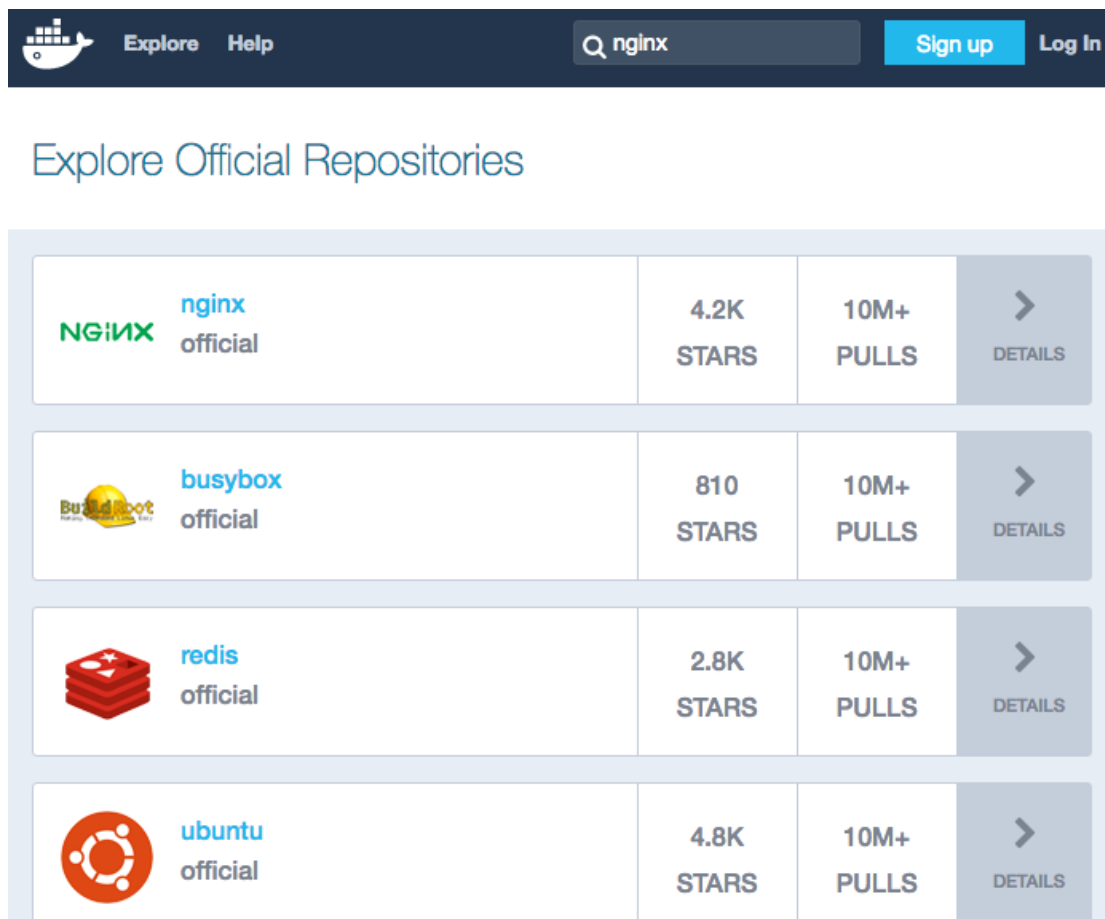 Explore Help nginx Sign up Log In
Explore Official Repositories
NGINX
nginx
official
4.2K
STARS
10M+
PULLS
DETAILS
busybox
official
810
STARS
10M+
PULLS
DETAILS
redis
official
2.8K
STARS
10M+
PULLS
DETAILS
ubuntu
official
4.8K
STARS
10M+
PULLS
DETAILS